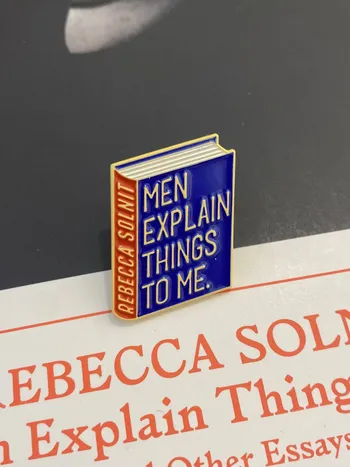 REBECCA SOLNIT
MEN
EXPLAIN
THINGS
TO ME.
REBECCA SOLN
Explain Thing
Other Essays